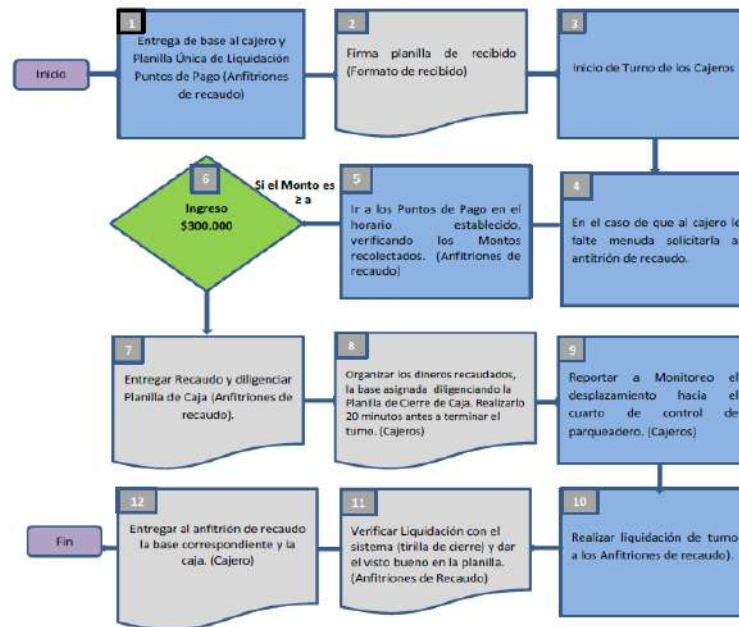 Inicio
1
Entrega de base al cajero y
Planilla Única de Liquidación
Puntos de Pago (Anfitriones
de recaudo)
2
Firma planilla de recibido
(Formato de recibido)
3
Inicio de Turno de los Cajeros
4
En el caso de que al cajero le
falte menuda solicitarla a
antitrión de recaudo.
5
Ir a los Puntos de Pago en el
horario establecido,
verificando los Montos
recolectados. (Anfitriones de
recaudo)
Si el Monto es
≥ a
6
Ingreso
$300.000
7
Entregar Recaudo y diligenciar
Planilla de Caja (Anfitriones de
recaudo).
8
Organizar los dineros recaudados,
la base asignada diligenciando la
Planilla de Cierre de Caja. Realizarlo
20 minutos antes a terminar el
turno. (Cajeros)
9
Reportar a Monitoreo el
desplazamiento hacia el
cuarto de control de
parqueadero. (Cajeros)
10
Realizar liquidación de turno
a los Anfitriones de recaudo).
11
Verificar Liquidación con el
sistema (tirilla de cierre) y dar
el visto bueno en la planilla.
(Anfitriones de Recaudo)
12
Entregar al anfitrión de recaudo
la base correspondiente y la
caja. (Cajero)
Fin